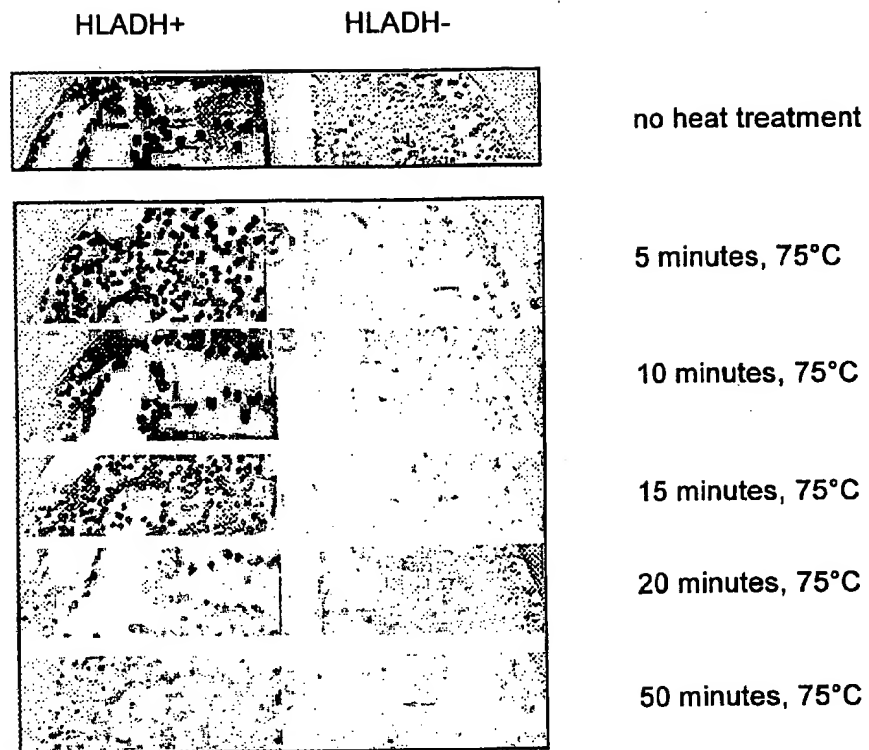 HLADH+ HLADH-
no heat treatment
5 minutes, 75°C
10 minutes, 75°C
15 minutes, 75°C
20 minutes, 75°C
50 minutes, 75°C